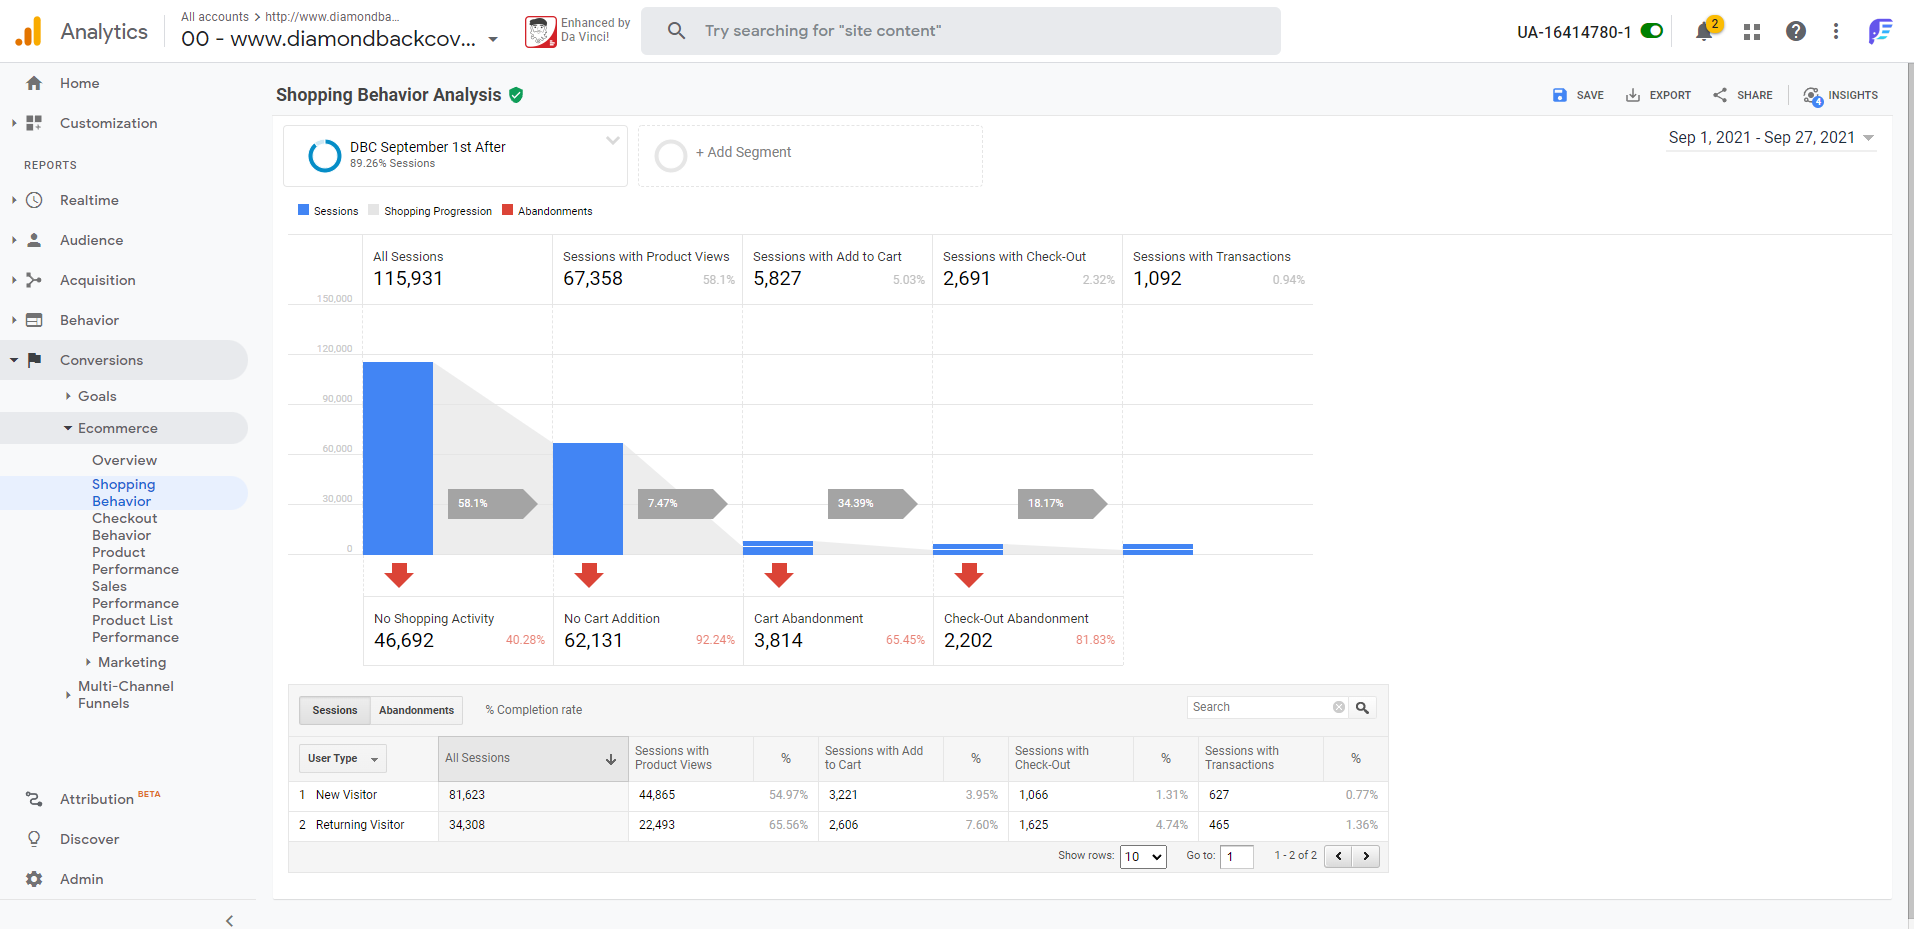 Analytics
All accounts > http://www.diamondba...
00 - www.diamondbackcov...
Enhanced by
Da Vinci!
Try searching for "site content"
UA-16414780-1
2
Home
Customization
REPORTS
Realtime
Audience
Acquisition
Behavior
Conversions
Goals
Ecommerce
Overview
Shopping
Behavior
Checkout
Behavior
Product
Performance
Sales
Performance
Product List
Performance
Marketing
Multi-Channel
Funnels
Attribution BETA
Discover
Admin
Shopping Behavior Analysis
SAVE
EXPORT
SHARE
4
INSIGHTS
DBC September 1st After
89.26% Sessions
+ Add Segment
Sep 1, 2021 - Sep 27, 2021
Sessions
Shopping Progression
Abandonments
All Sessions
115,931
Sessions with Product Views
67,358 58.1%
Sessions with Add to Cart
5,827 5.03%
Sessions with Check-Out
2,691 2.32%
Sessions with Transactions
1,092 0.94%
150,000
120,000
90,000
60,000
30,000
0
58.1%
7.47%
34.39%
18.17%
No Shopping Activity
46,692 40.28%
No Cart Addition
62,131 92.24%
Cart Abandonment
3,814 65.45%
Check-Out Abandonment
2,202 81.83%
Sessions Abandonments % Completion rate
Search
User Type
All Sessions
Sessions with
Product Views
%
Sessions with Add
to Cart
%
Sessions with
Check-Out
%
Sessions with
Transactions
%
1 New Visitor 81,623 44,865 54.97% 3,221 3.95% 1,066 1.31% 627 0.77%
2 Returning Visitor 34,308 22,493 65.56% 2,606 7.60% 1,625 4.74% 465 1.36%
Show rows: 10 Go to: 1 1 - 2 of 2